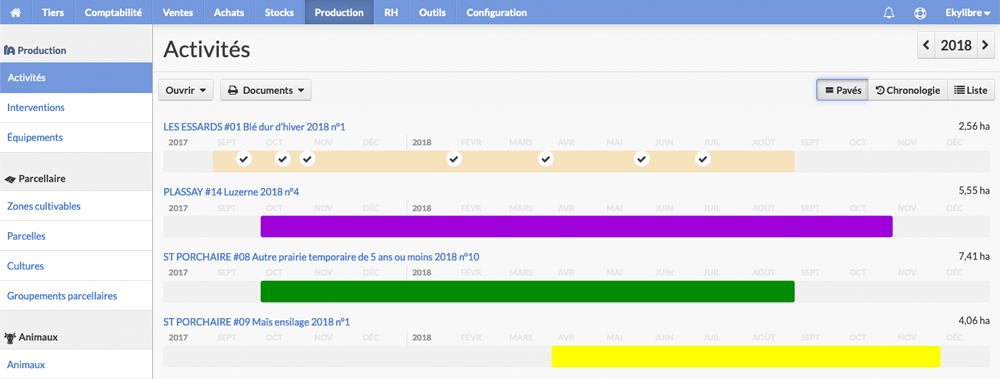 Tiers Comptabilité Ventes Achats Stocks Production RH Outils Configuration Ekylibre
Production
Activités
Interventions
Équipements
Parcellaire
Zones cultivables
Parcelles
Cultures
Groupements parcellaires
Animaux
Animaux
Activités
2018
Ouvrir Documents Pavés Chronologie Liste
LES ESSARDS #01 Blé dur d'hiver 2018 n°1 2,56 ha
2017 SEPT OCT NOV DÉC 2018 FÉVR MARS AVR MAI JUIN JUIL AOÛT SEPT OCT NOV DÉC
PLASSAY #14 Luzerne 2018 n°4 5,55 ha
2017 SEPT OCT NOV DÉC 2018 FÉVR MARS AVR MAI JUIN JUIL AOÛT SEPT OCT NOV DÉC
ST PORCHAIRE #08 Autre prairie temporaire de 5 ans ou moins 2018 n°10 7,41 ha
2017 SEPT OCT NOV DÉC 2018 FÉVR MARS AVR MAI JUIN JUIL AOÛT SEPT OCT NOV DÉC
ST PORCHAIRE #09 Maïs ensilage 2018 n°1 4,06 ha
2017 SEPT OCT NOV DÉC 2018 FÉVR MARS AVR MAI JUIN JUIL AOÛT SEPT OCT NOV DÉC